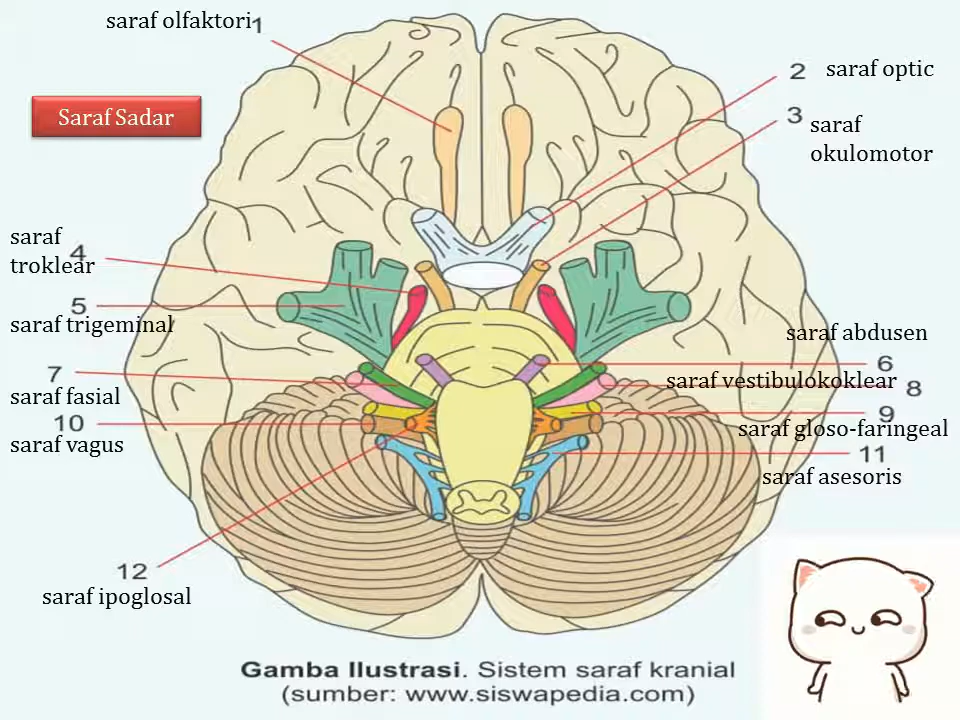 saraf olfaktori 1
Saraf Sadar
2 saraf optic
3 saraf
okulomotor
saraf
4
troklear
5
saraf trigeminal
saraf abdusen
6
7
saraf vestibulokoklear 8
saraf fasial
9
10
saraf gloso-faringeal
saraf vagus
11
saraf asesoris
12
saraf ipoglosal
Gamba Ilustrasi. Sistem saraf kranial
(sumber: www.siswapedia.com)